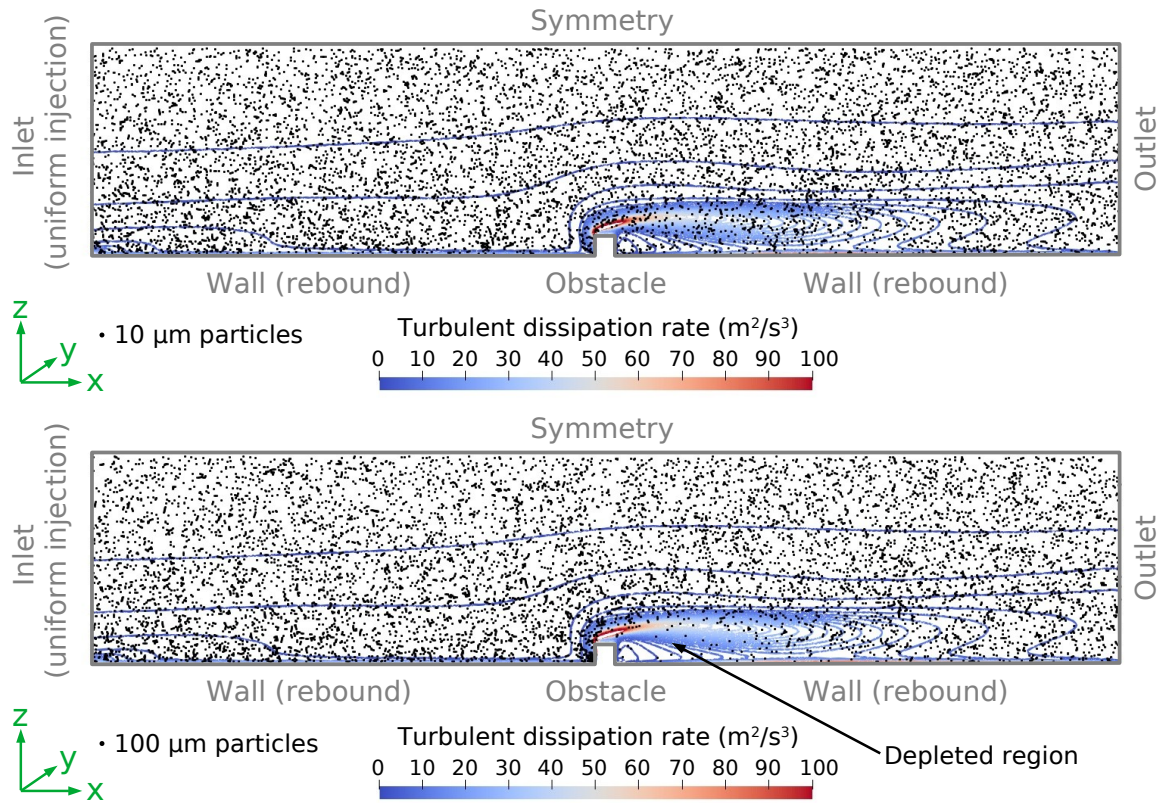 Symmetry
Inlet
(uniform injection)
Outlet
Wall (rebound) Obstacle Wall (rebound)
z
y
x
· 10 µm particles
Turbulent dissipation rate (m²/s³)
0 10 20 30 40 50 60 70 80 90 100
Symmetry
Inlet
(uniform injection)
Outlet
Wall (rebound) Obstacle Wall (rebound)
z
y
x
· 100 µm particles
Turbulent dissipation rate (m²/s³)
0 10 20 30 40 50 60 70 80 90 100
Depleted region